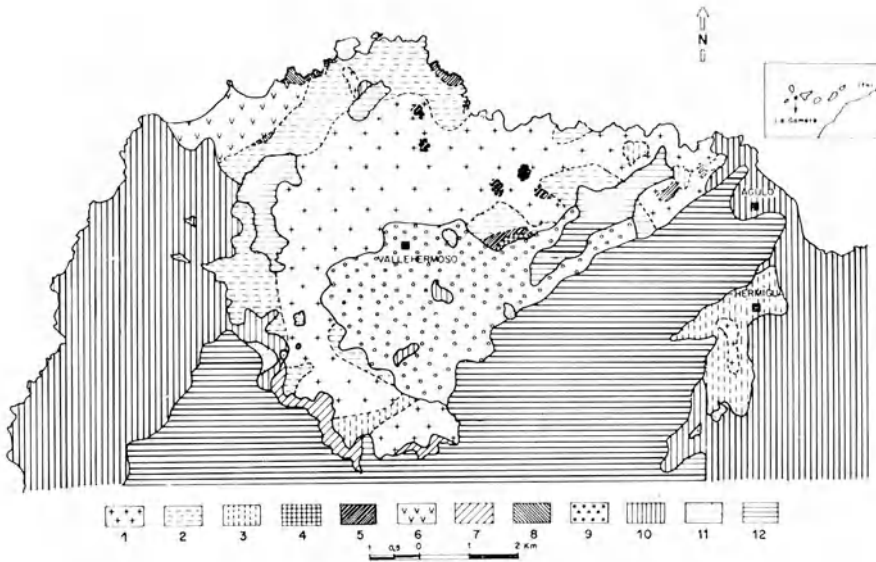 N
La Gomera
AGULO
VALLEHERMOSO
HERMIGUA
1 2 3 4 5 6 7 8 9 10 11 12
1 0,5 0 1 2 Km